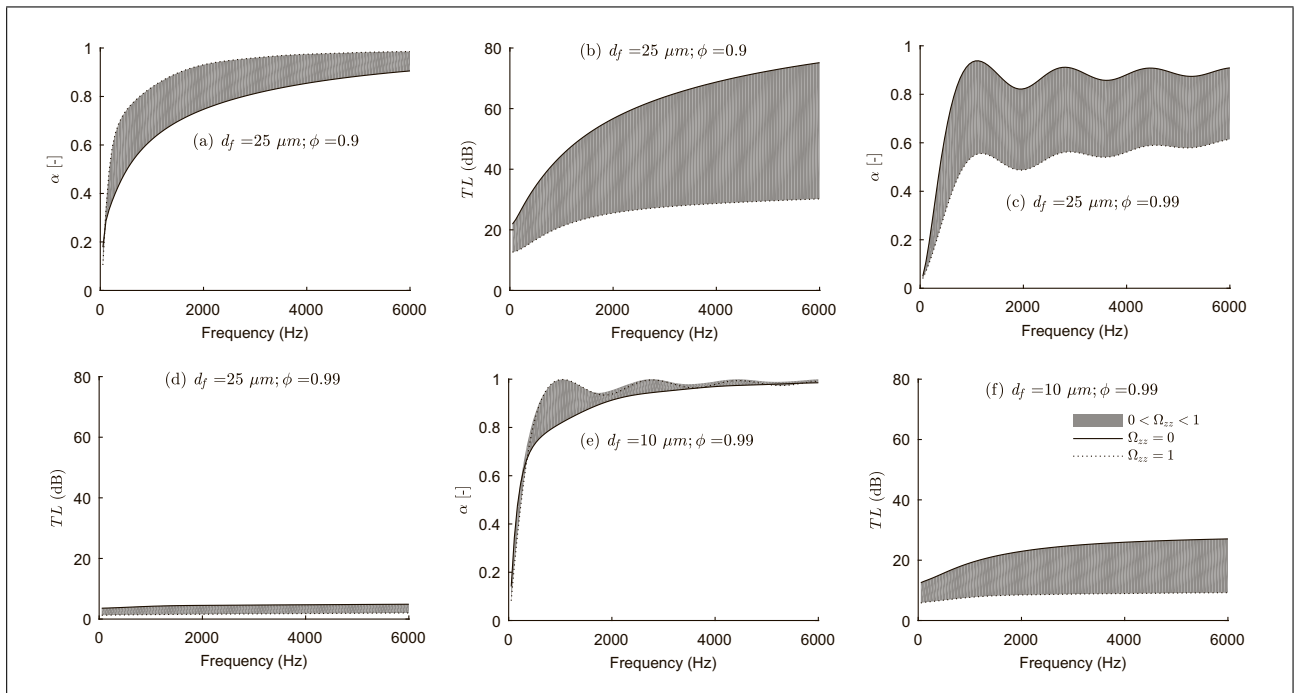 1
0.8
0.6
0.4
0.2
0
α [-]
(a) d_f =25 μm; ϕ =0.9
0 2000 4000 6000
Frequency (Hz)
80
60
40
20
0
TL (dB)
(b) d_f =25 μm; ϕ =0.9
0 2000 4000 6000
Frequency (Hz)
1
0.8
0.6
0.4
0.2
0
α [-]
(c) d_f =25 μm; ϕ =0.99
0 2000 4000 6000
Frequency (Hz)
80
60
40
20
0
TL (dB)
(d) d_f =25 μm; ϕ =0.99
0 2000 4000 6000
Frequency (Hz)
1
0.8
0.6
0.4
0.2
0
α [-]
(e) d_f =10 μm; ϕ =0.99
0 2000 4000 6000
Frequency (Hz)
80
60
40
20
0
TL (dB)
(f) d_f =10 μm; ϕ =0.99
0 < Ω_zz < 1
Ω_zz = 0
Ω_zz = 1
0 2000 4000 6000
Frequency (Hz)